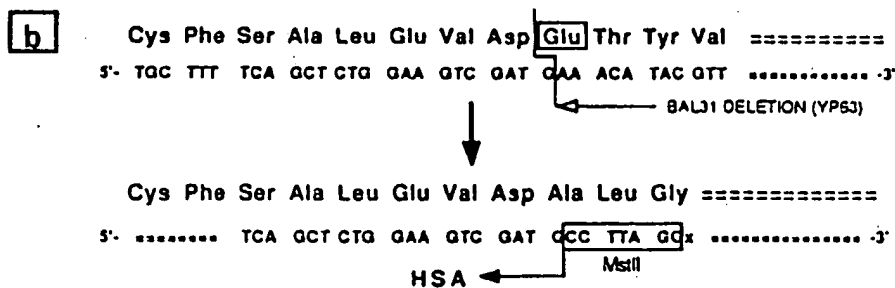 b
Cys Phe Ser Ala Leu Glu Val Asp Glu Thr Tyr Val ==========
5'- TGC TTT TCA GCT CTG GAA GTC GAT GAA ACA TAC GTT ············ -3'
BAL31 DELETION (YP63)
Cys Phe Ser Ala Leu Glu Val Asp Ala Leu Gly ============
5'- ········ TCA GCT CTG GAA GTC GAT GCC TTA GGx ············ -3'
MstII
HSA